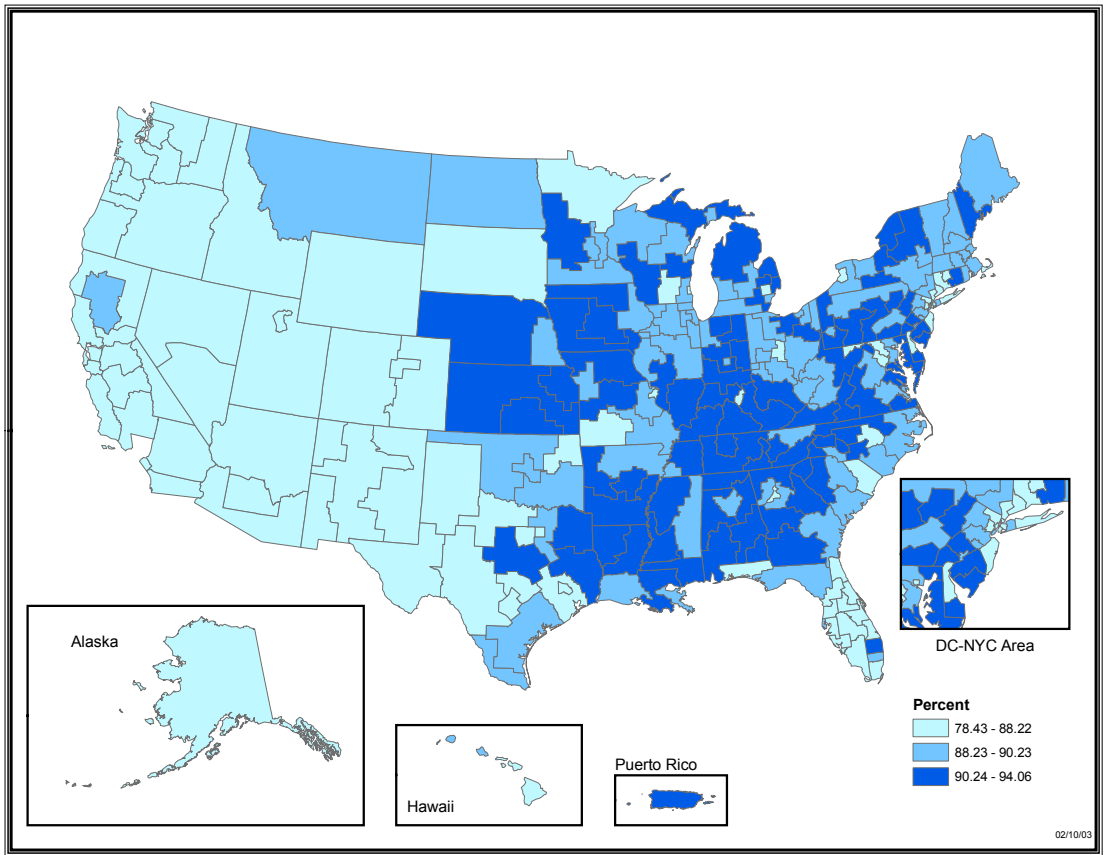 Alaska
Hawaii
Puerto Rico
DC-NYC Area
Percent
78.43 - 88.22
88.23 - 90.23
90.24 - 94.06
02/10/03